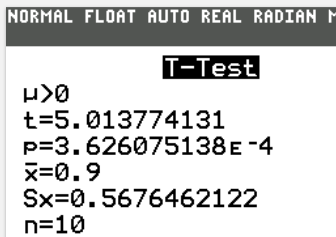 NORMAL FLOAT AUTO REAL RADIAN M
T-Test
μ>0
t=5.013774131
p=3.626075138ᴇ-4
x̄=0.9
Sx=0.5676462122
n=10